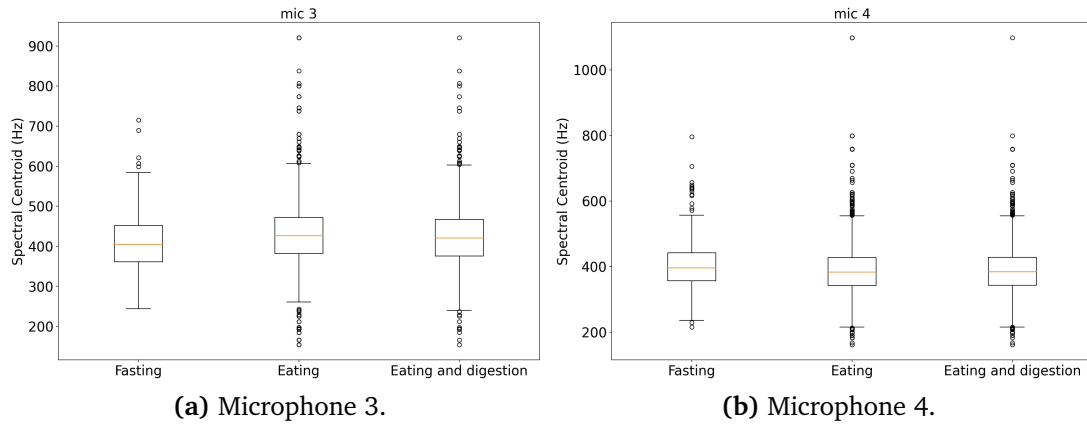 mic 3
Spectral Centroid (Hz)
900
800
700
600
500
400
300
200
Fasting Eating Eating and digestion
(a) Microphone 3.
mic 4
Spectral Centroid (Hz)
1000
800
600
400
200
Fasting Eating Eating and digestion
(b) Microphone 4.